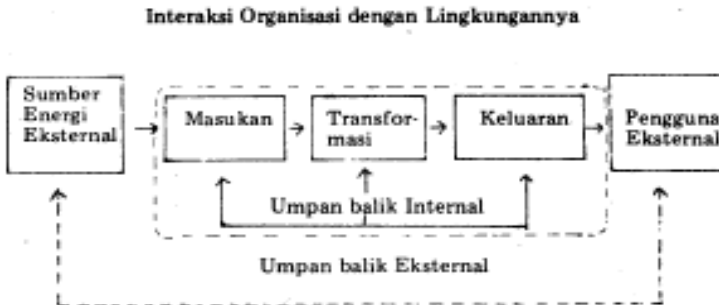 Interaksi Organisasi dengan Lingkungannya
Sumber
Energi
Eksternal
Masukan
Transfor-
masi
Keluaran
Pengguna
Eksternal
Umpan balik Internal
Umpan balik Eksternal